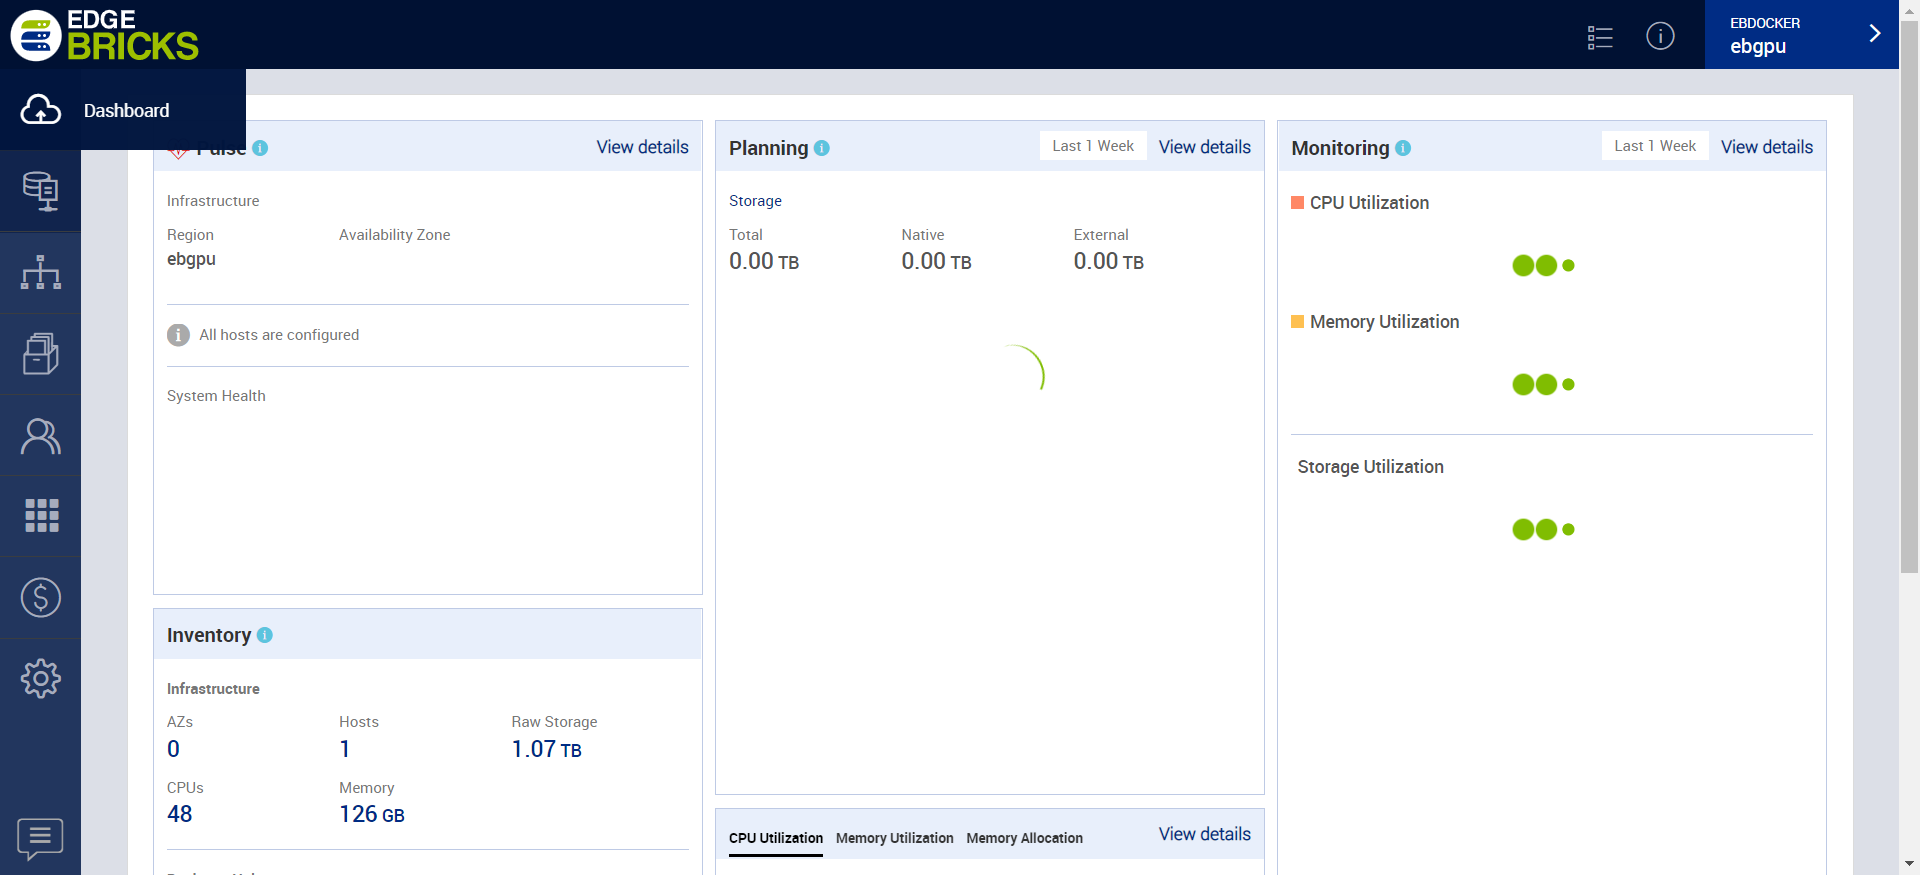 EDGE
BRICKS
EBDOCKER
ebgpu
Dashboard
View details
Infrastructure
Region
Availability Zone
ebgpu
All hosts are configured
System Health
Inventory
Infrastructure
AZs
Hosts
Raw Storage
0
1
1.07 TB
CPUs
Memory
48
126 GB
Planning
Last 1 Week
View details
Storage
Total
Native
External
0.00 TB
0.00 TB
0.00 TB
CPU Utilization
Memory Utilization
Memory Allocation
View details
Monitoring
Last 1 Week
View details
CPU Utilization
Memory Utilization
Storage Utilization